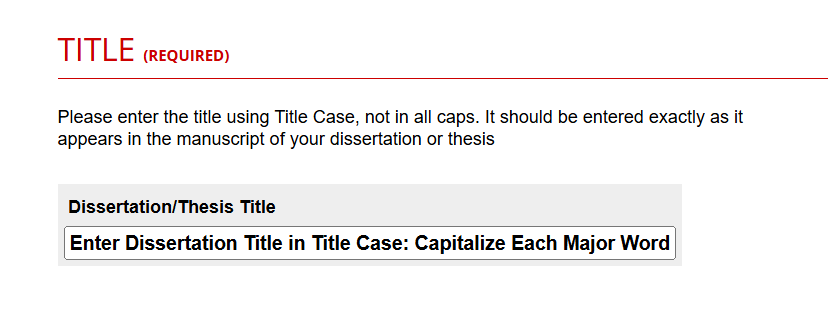 TITLE (REQUIRED)
Please enter the title using Title Case, not in all caps. It should be entered exactly as it
appears in the manuscript of your dissertation or thesis
Dissertation/Thesis Title
Enter Dissertation Title in Title Case: Capitalize Each Major Word